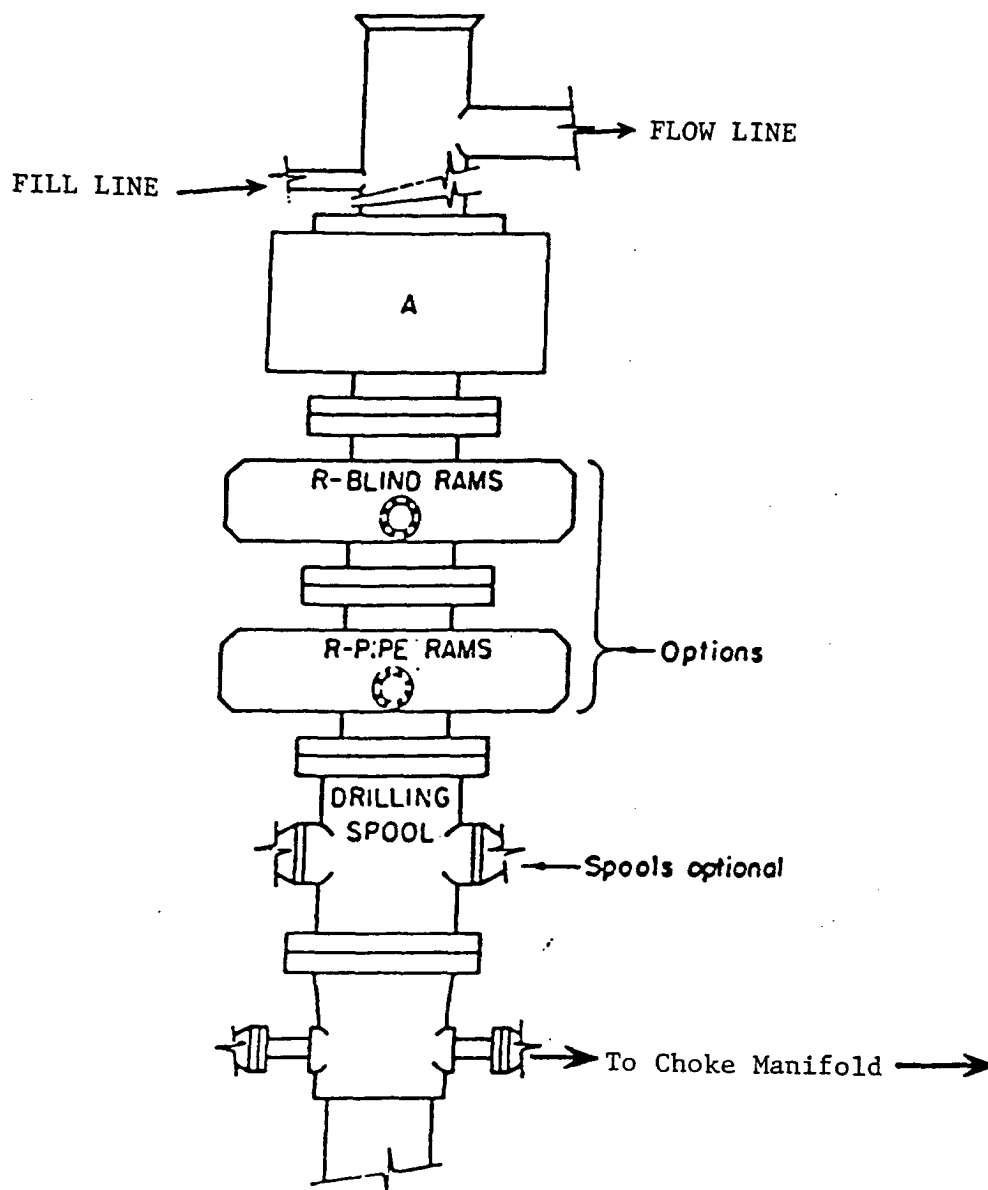 FLOW LINE
FILL LINE
A
R-BLIND RAMS
R-PIPE RAMS
Options
DRILLING
SPOOL
Spools optional
To Choke Manifold